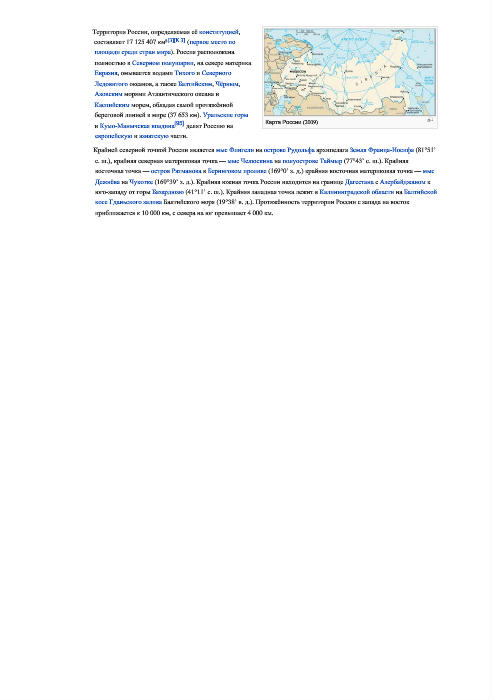 Территория России, определяемая её конституцией,
составляет 17 125 407 км²[3][К 3] (первое место по
площади среди стран мира). Россия расположена
полностью в Северном полушарии, на севере материка
Евразия, омывается водами Тихого и Северного
Ледовитого океанов, а также Балтийским, Чёрным,
Азовским морями Атлантического океана и
Каспийским морем, обладая самой протяжённой
береговой линией в мире (37 653 км). Уральские горы
и Кумо-Манычская впадина[95] делят Россию на
европейскую и азиатскую части.
Карта России (2009)
Крайней северной точкой России является мыс Флигели на острове Рудольфа архипелага Земля Франца-Иосифа (81°51'
с. ш.), крайняя северная материковая точка — мыс Челюскина на полуострове Таймыр (77°43' с. ш.). Крайняя
восточная точка — остров Ратманова в Беринговом проливе (169°0' з. д.) крайняя восточная материковая точка — мыс
Дежнёва на Чукотке (169°39' з. д.). Крайняя южная точка России находится на границе Дагестана с Азербайджаном к
юго-западу от горы Базардюзю (41°11' с. ш.). Крайняя западная точка лежит в Калининградской области на Балтийской
косе Гданьского залива Балтийского моря (19°38' в. д.). Протяжённость территории России с запада на восток
приближается к 10 000 км, с севера на юг превышает 4 000 км.